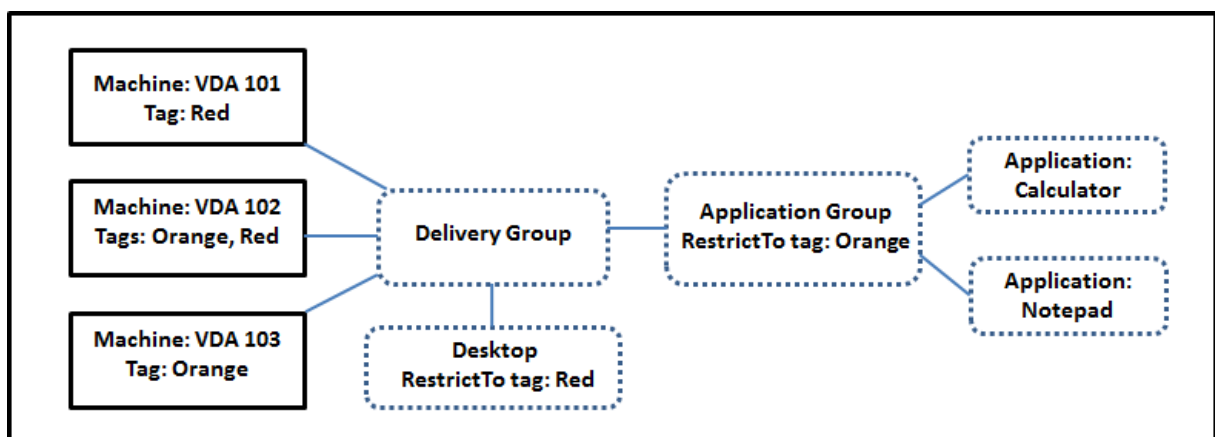 Machine: VDA 101
Tag: Red
Machine: VDA 102
Tags: Orange, Red
Machine: VDA 103
Tag: Orange
Delivery Group
Desktop
RestrictTo tag: Red
Application Group
RestrictTo tag: Orange
Application:
Calculator
Application:
Notepad